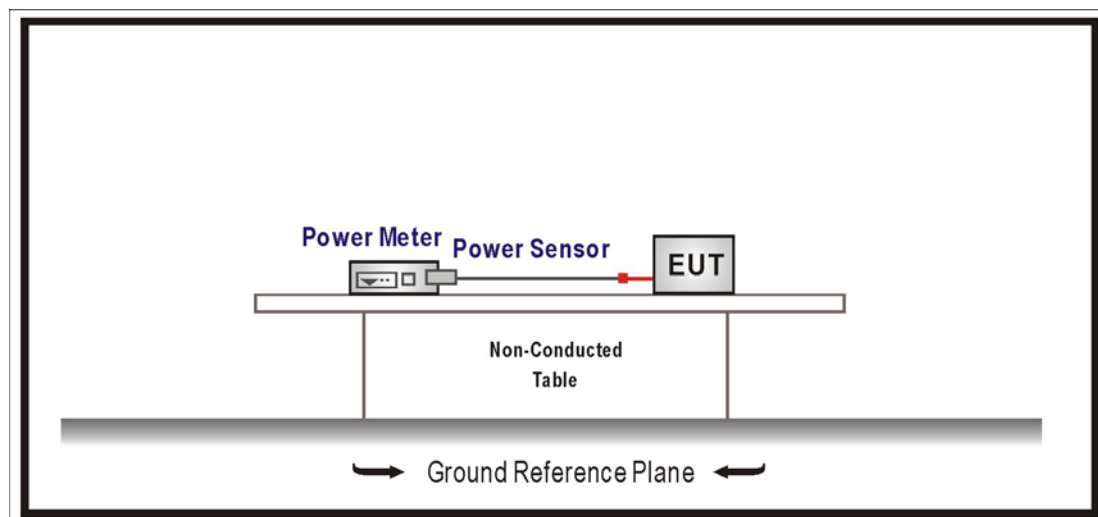 Power Meter
Power Sensor
EUT
Non-Conducted
Table
Ground Reference Plane